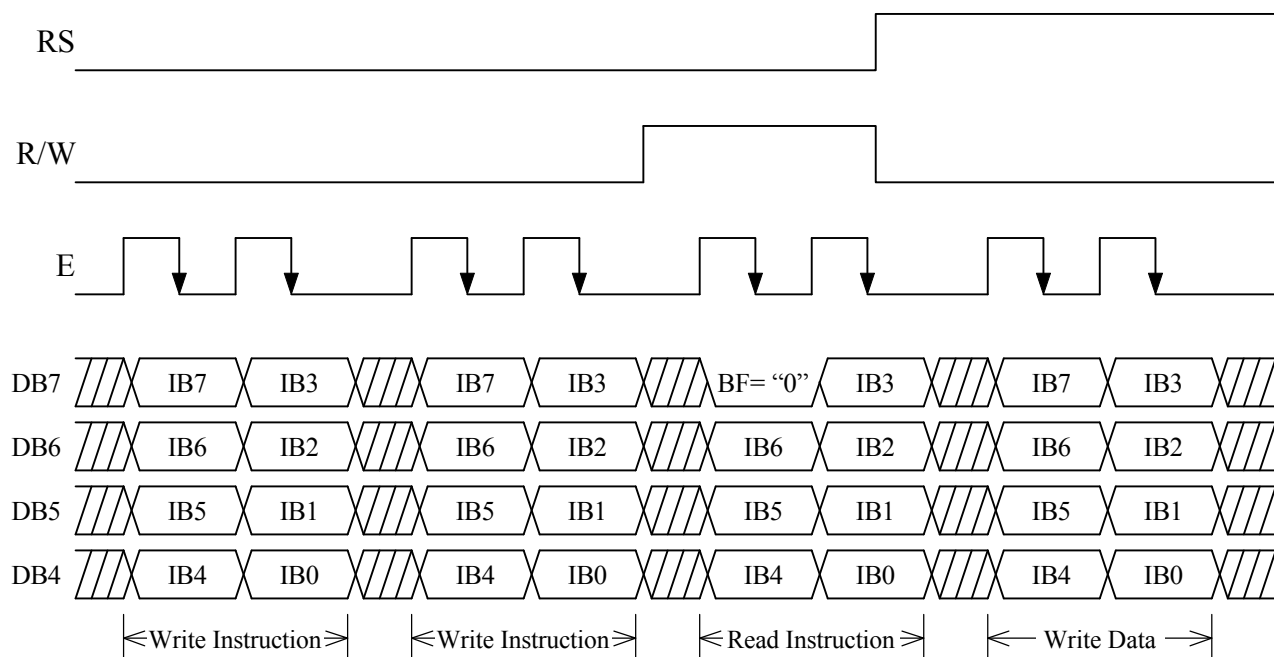 RS
R/W
E
DB7 IB7 IB3 IB7 IB3 BF= “0” IB3 IB7 IB3
DB6 IB6 IB2 IB6 IB2 IB6 IB2 IB6 IB2
DB5 IB5 IB1 IB5 IB1 IB5 IB1 IB5 IB1
DB4 IB4 IB0 IB4 IB0 IB4 IB0 IB4 IB0
Write Instruction Write Instruction Read Instruction Write Data